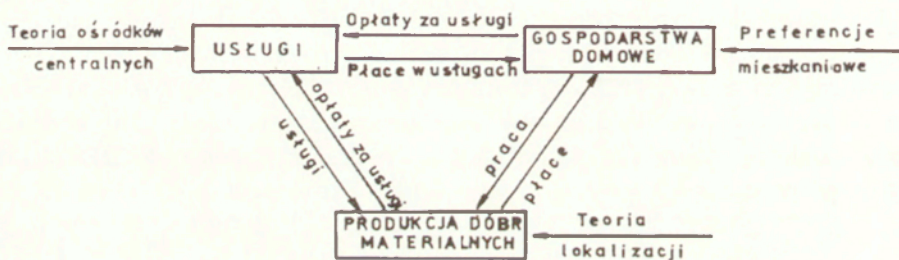 Teoria ośródków
centralnych
USŁUGI
Opłaty za usługi
Płace w usługach
GOSPODARSTWA
DOMOWE
Preferencje
mieszkaniowe
usługi
opłaty za usługi
praca
płace
PRODUKCJA DÓBR
MATERIALNYCH
Teoria
lokalizacji